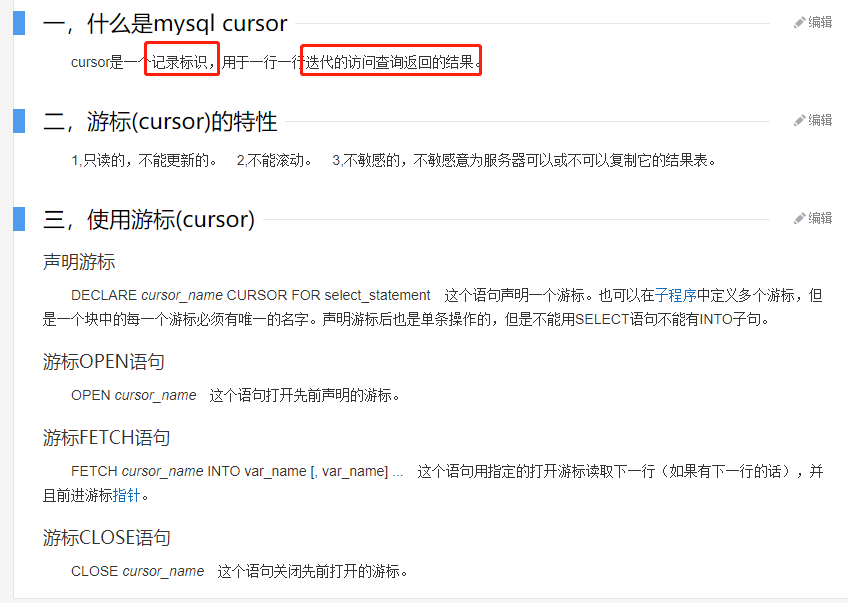 一，什么是mysql cursor 编辑
cursor是一个记录标识，用于一行一行迭代的访问查询返回的结果。
二，游标(cursor)的特性 编辑
1,只读的，不能更新的。 2,不能滚动。 3,不敏感的，不敏感意为服务器可以或不可以复制它的结果表。
三，使用游标(cursor) 编辑
声明游标
DECLARE cursor_name CURSOR FOR select_statement 这个语句声明一个游标。也可以在子程序中定义多个游标，但
是一个块中的每一个游标必须有唯一的名字。声明游标后也是单条操作的，但是不能用SELECT语句不能有INTO子句。
游标OPEN语句
OPEN cursor_name 这个语句打开先前声明的游标。
游标FETCH语句
FETCH cursor_name INTO var_name [, var_name] ... 这个语句用指定的打开游标读取下一行（如果有下一行的话），并
且前进游标指针。
游标CLOSE语句
CLOSE cursor_name 这个语句关闭先前打开的游标。